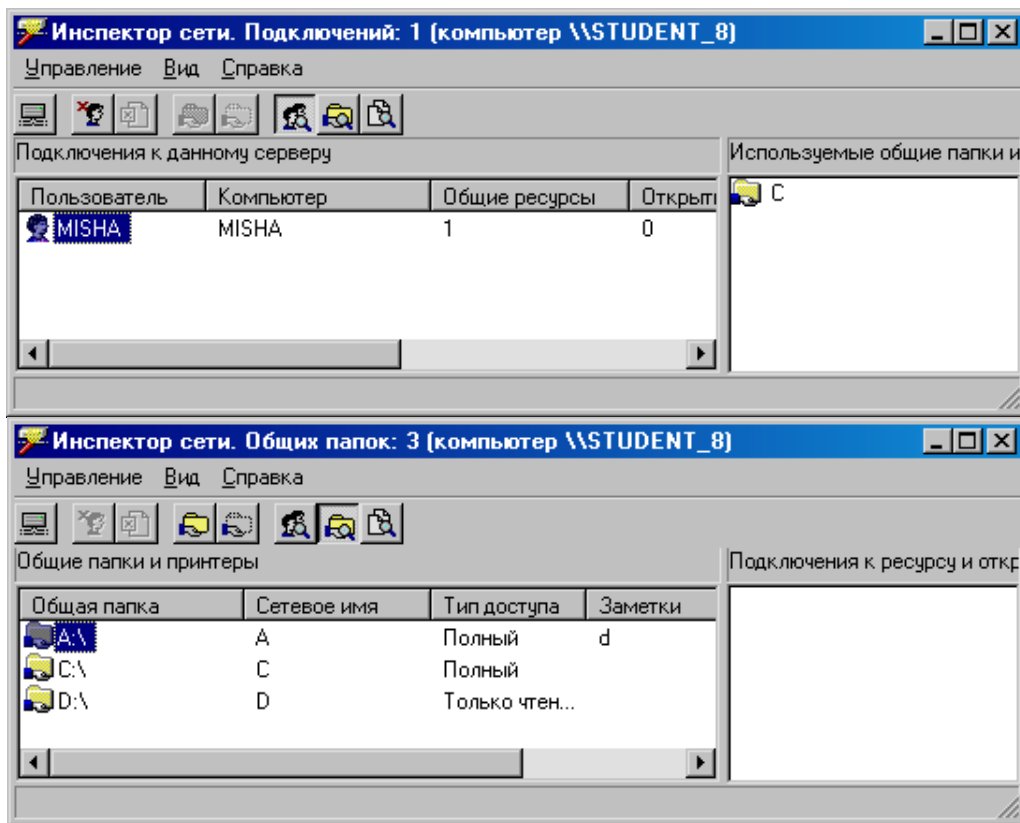 Инспектор сети. Подключений: 1 (компьютер \\STUDENT_8)
Управление Вид Справка
Подключения к данному серверу
Используемые общие папки и
Пользователь Компьютер Общие ресурсы Открыты
C
MISHA MISHA 1 0
Инспектор сети. Общих папок: 3 (компьютер \\STUDENT_8)
Управление Вид Справка
Общие папки и принтеры
Подключения к ресурсу и откр
Общая папка Сетевое имя Тип доступа Заметки
A:\ A Полный d
C:\ C Полный
D:\ D Только чтен...